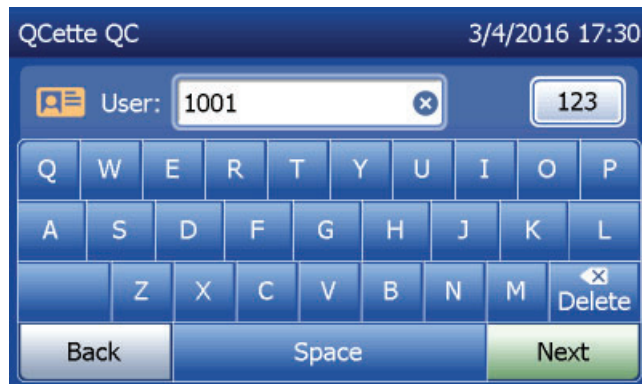 QCette QC 3/4/2016 17:30
User: 1001 123
Q W E R T Y U I O P
A S D F G H J K L
Z X C V B N M Delete
Back Space Next